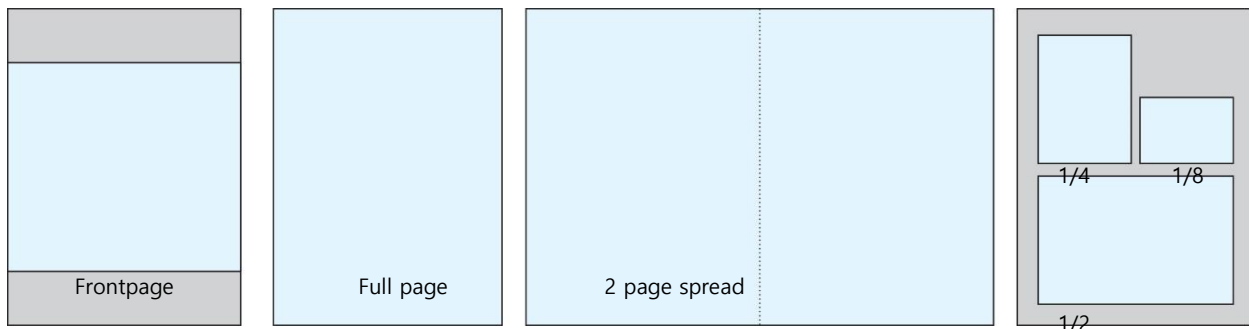 Frontpage
Full page
2 page spread
1/4
1/8
1/2